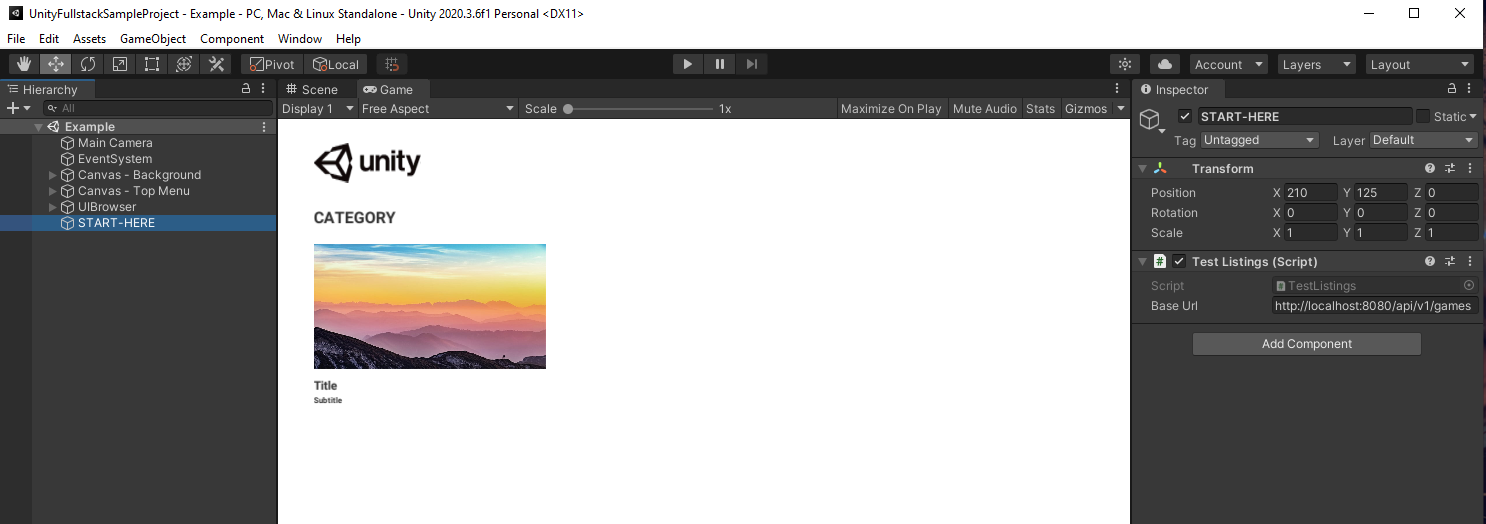 UnityFullstackSampleProject - Example - PC, Mac & Linux Standalone - Unity 2020.3.6f1 Personal <DX11>
File Edit Assets GameObject Component Window Help
Pivot Local Account Layers Layout
Hierarchy
All
Example
Main Camera
EventSystem
Canvas - Background
Canvas - Top Menu
UIBrowser
START-HERE
Scene Game
Display 1 Free Aspect Scale 1x Maximize On Play Mute Audio Stats Gizmos
unity
CATEGORY
Title
Subtitle
Inspector
START-HERE Static
Tag Untagged Layer Default
Transform
Position X 210 Y 125 Z 0
Rotation X 0 Y 0 Z 0
Scale X 1 Y 1 Z 1
# Test Listings (Script)
Script # TestListings
Base Url http://localhost:8080/api/v1/games
Add Component